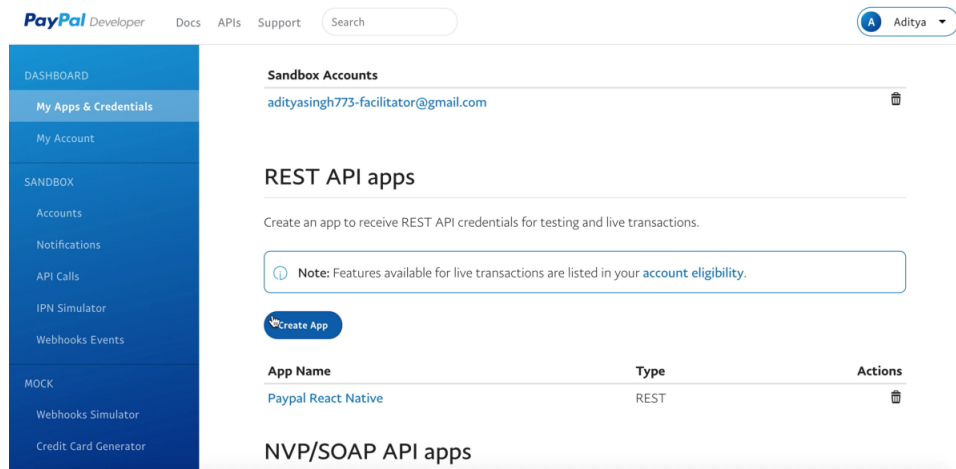 PayPal Developer Docs APIs Support Search A Aditya
DASHBOARD
My Apps & Credentials
My Account
SANDBOX
Accounts
Notifications
API Calls
IPN Simulator
Webhooks Events
MOCK
Webhooks Simulator
Credit Card Generator
Sandbox Accounts
adityasingh773-facilitator@gmail.com
REST API apps
Create an app to receive REST API credentials for testing and live transactions.
Note: Features available for live transactions are listed in your account eligibility.
Create App
App Name Type Actions
Paypal React Native REST
NVP/SOAP API apps